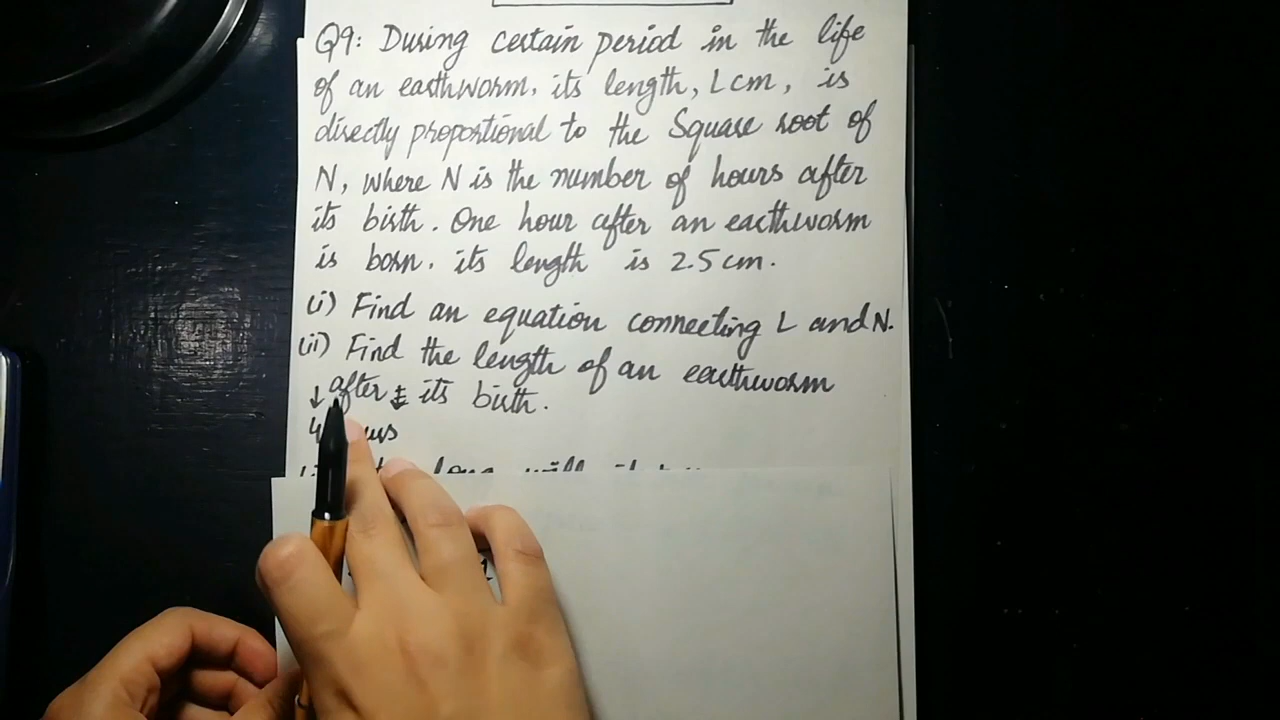 Q9: During certain period in the life
of an earthworm, its length, L cm, is
directly proportional to the Square root of
N, where N is the number of hours after
its birth. One hour after an earthworm
is born, its length is 2.5 cm.
(i) Find an equation connecting L and N.
(ii) Find the length of an earthworm
after its birth.
4
long will it